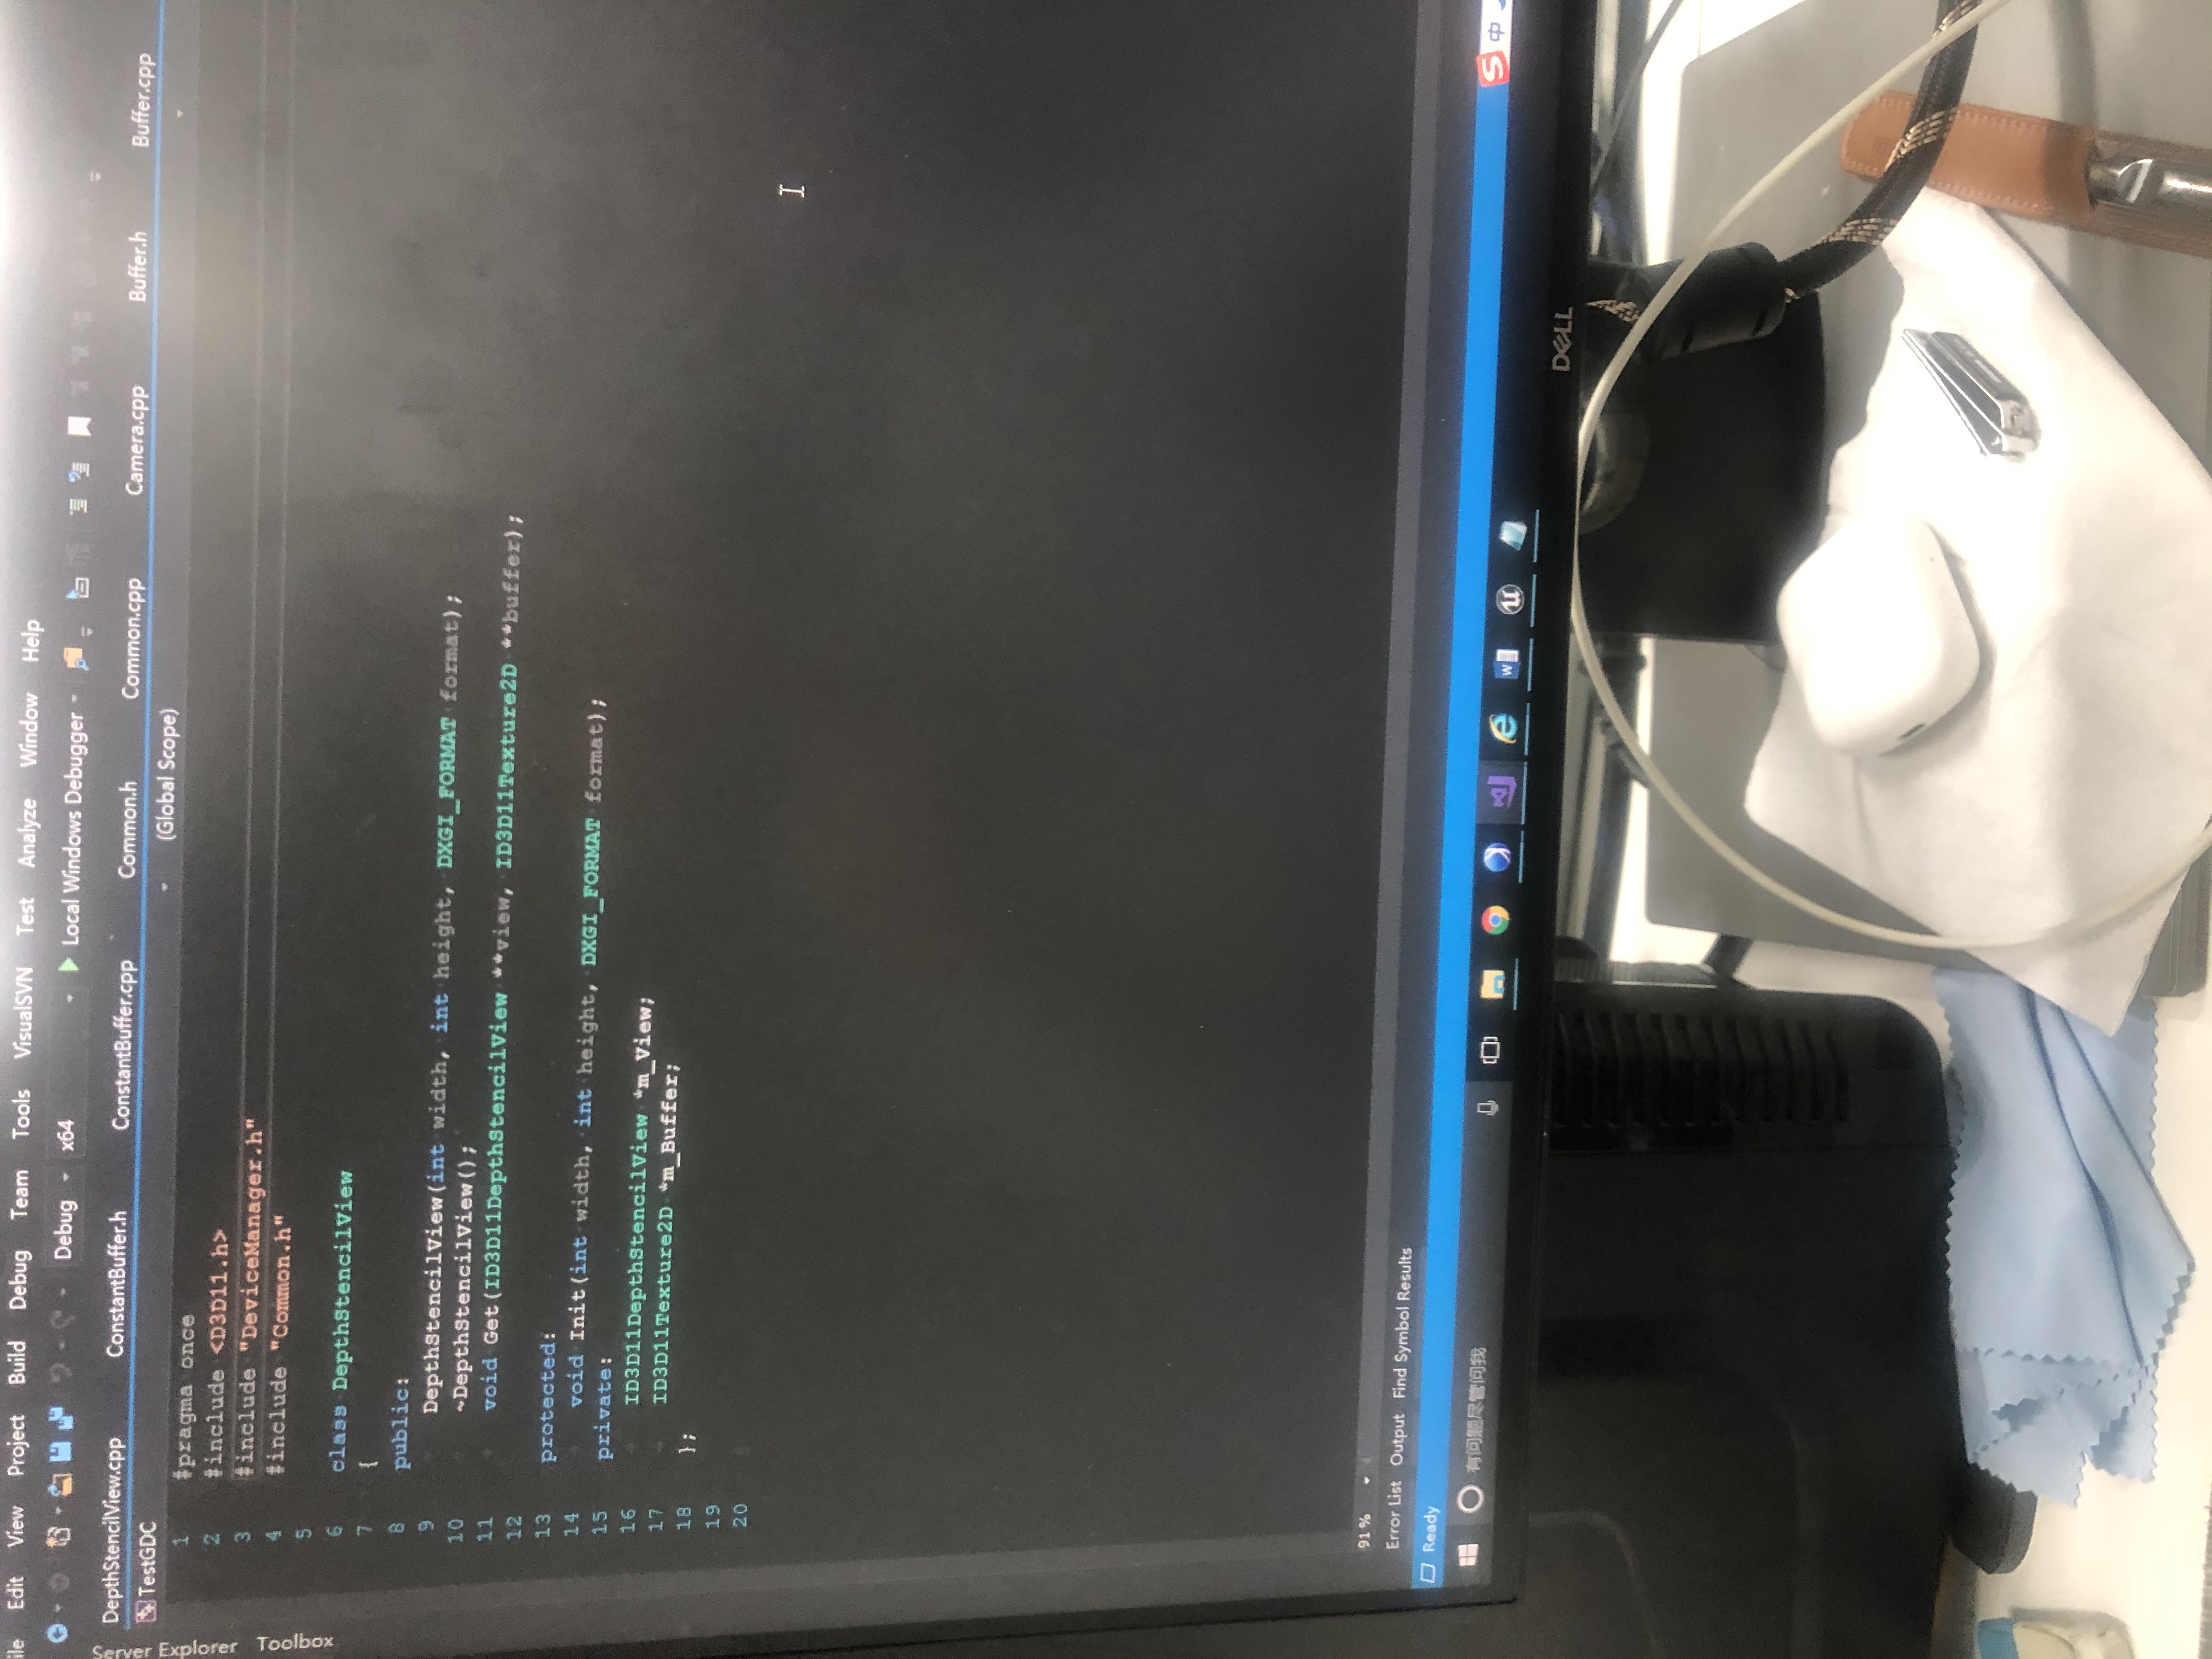 ile Edit View Project Build Debug Team Tools VisualSVN Test Analyze Window Help
Debug x64 Local Windows Debugger
DepthStencilView.cpp ConstantBuffer.h ConstantBuffer.cpp Common.h Common.cpp Camera.cpp Buffer.h Buffer.cpp
TestGDC (Global Scope)
Server Explorer
Toolbox
1 #pragma once
2 #include <D3D11.h>
3 #include "DeviceManager.h"
4 #include "Common.h"
5
6 class DepthStencilView
7 {
8 public:
9 DepthStencilView(int width, int height, DXGI_FORMAT format);
10 ~DepthStencilView();
11 void Get(ID3D11DepthStencilView **view, ID3D11Texture2D **buffer);
12
13 protected:
14 void Init(int width, int height, DXGI_FORMAT format);
15 private:
16 ID3D11DepthStencilView *m_View;
17 ID3D11Texture2D *m_Buffer;
18 };
19
20
91 %
Error List Output Find Symbol Results
Ready
有问题尽管问我
S 中
DELL